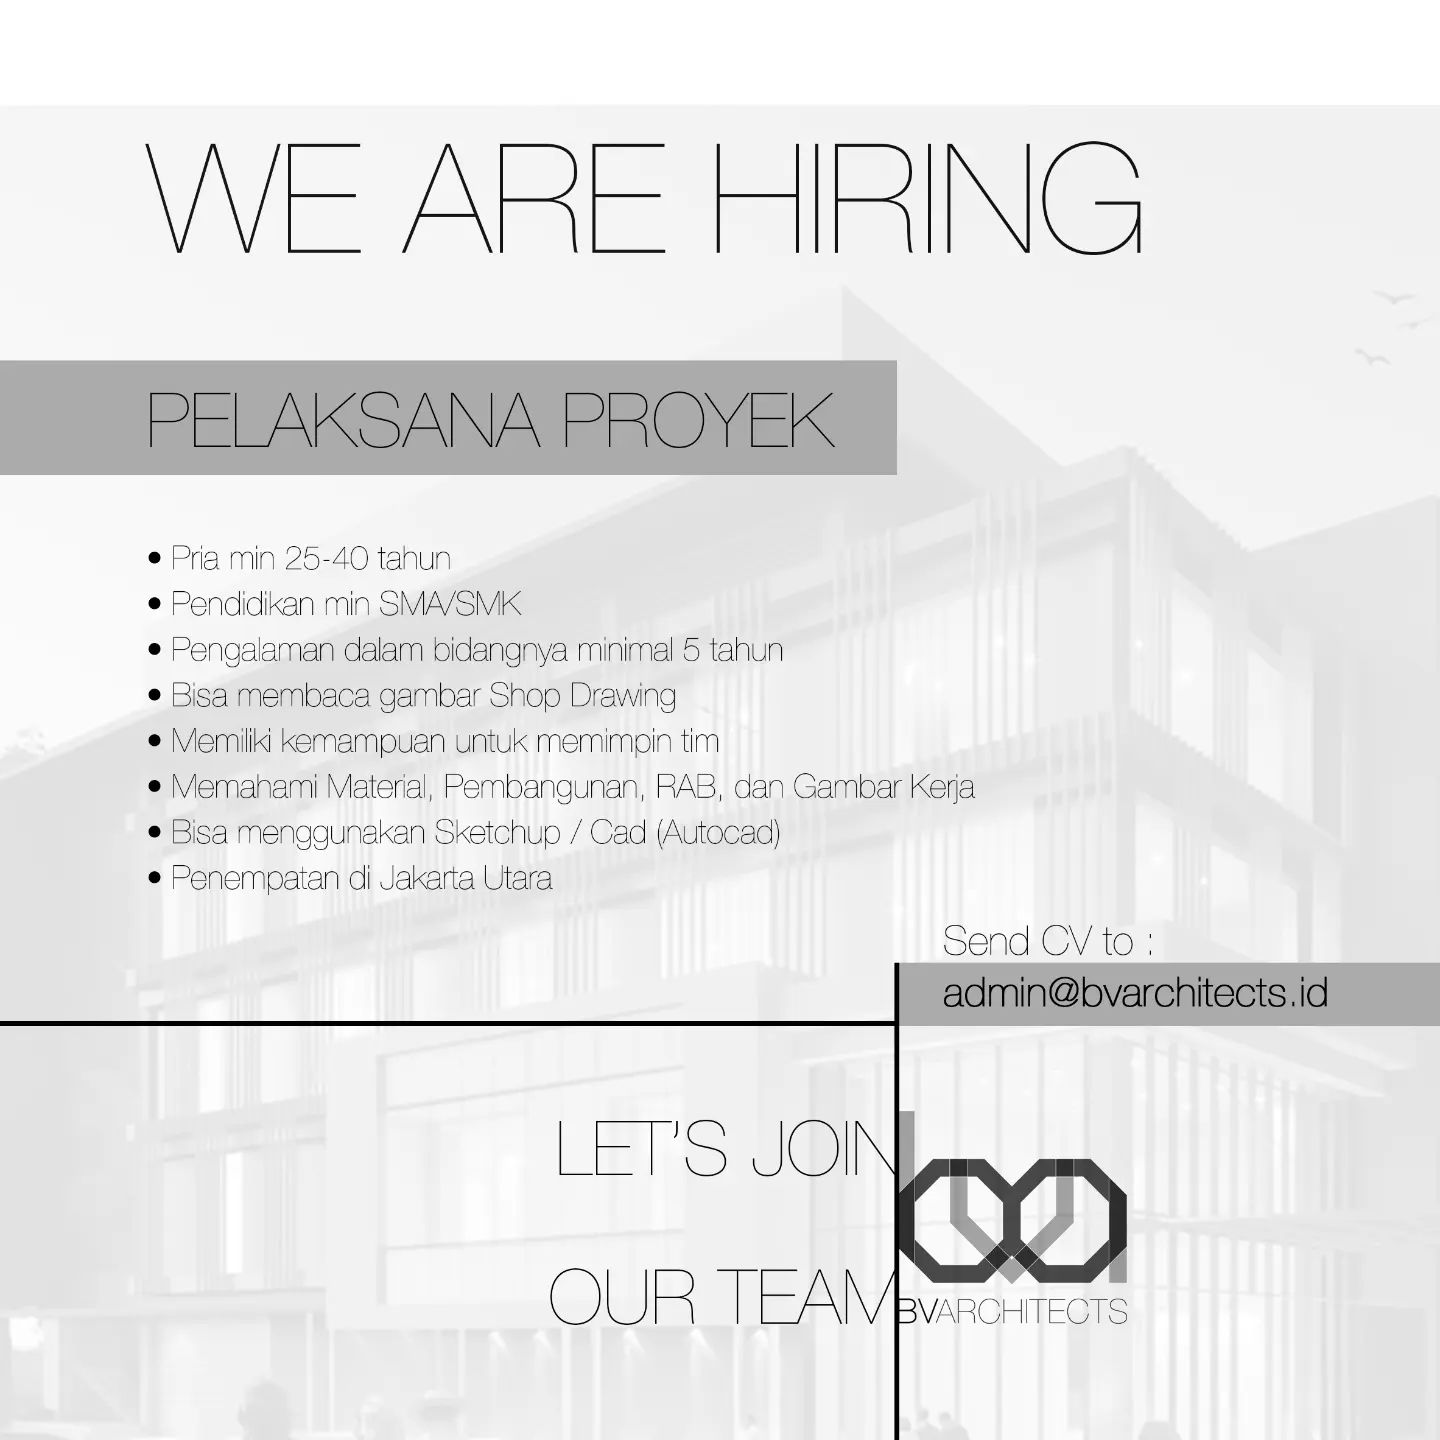 WE ARE HIRING
PELAKSANA PROYEK
• Pria min 25-40 tahun
• Pendidikan min SMA/SMK
• Pengalaman dalam bidangnya minimal 5 tahun
• Bisa membaca gambar Shop Drawing
• Memiliki kemampuan untuk memimpin tim
• Memahami Material, Pembangunan, RAB, dan Gambar Kerja
• Bisa menggunakan Sketchup / Cad (Autocad)
• Penempatan di Jakarta Utara
Send CV to :
admin@bvarchitects.id
LET'S JOIN
OUR TEAM
BVARCHITECTS